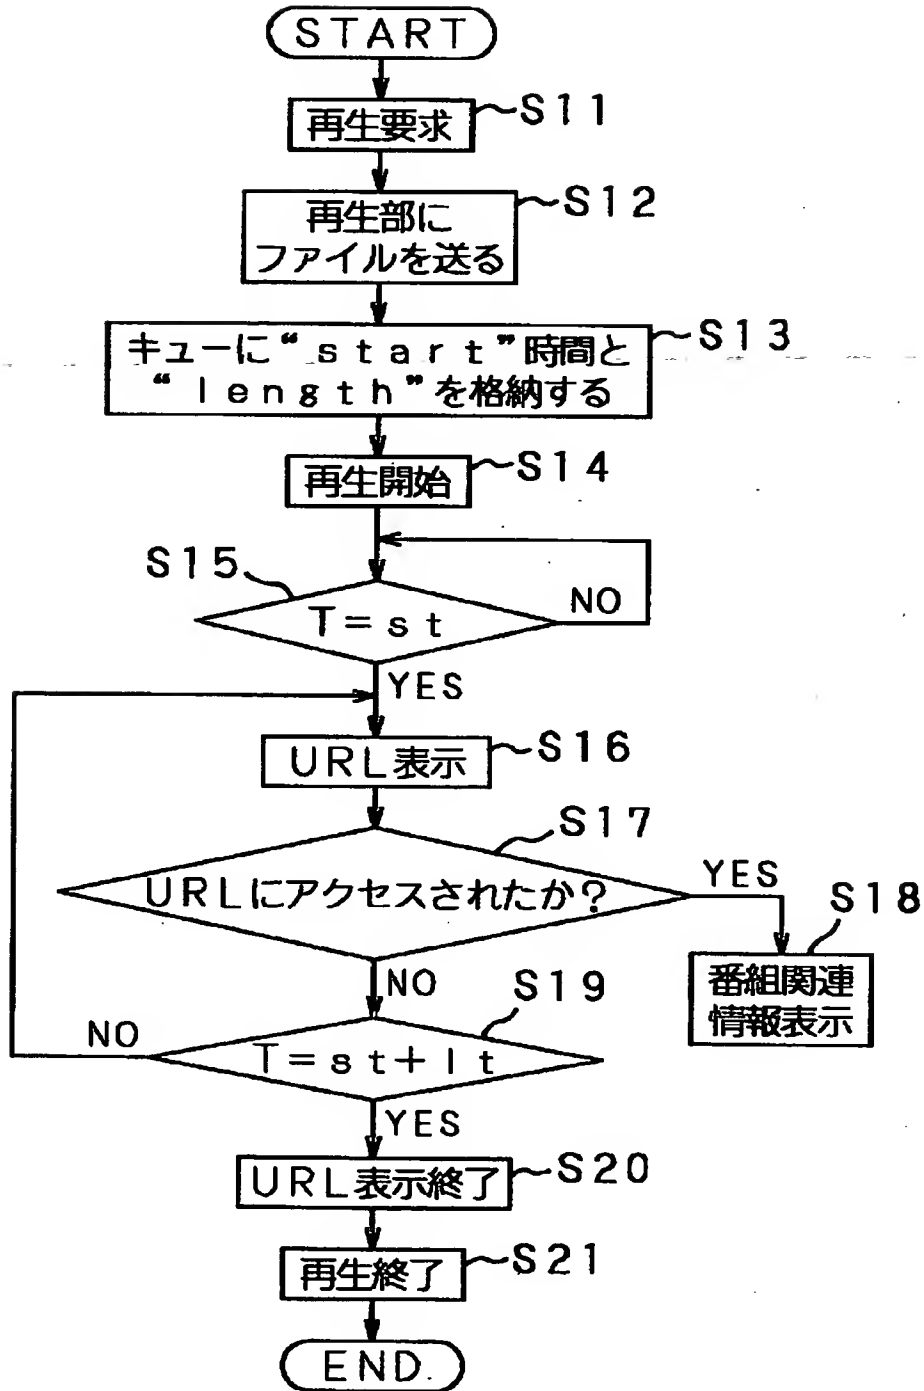 START
再生要求
S11
再生部に
ファイルを送る
S12
キューに“start”時間と
“length”を格納する
S13
再生開始
S14
S15
T=st
NO
YES
URL表示
S16
S17
URLにアクセスされたか?
YES
S18
番組関連
情報表示
NO
S19
T=st+lt
NO
YES
URL表示終了
S20
再生終了
S21
END